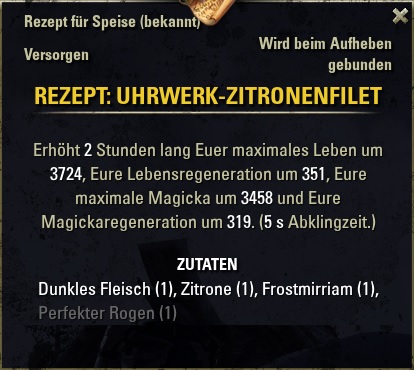 Rezept für Speise (bekannt)
Versorgen
Wird beim Aufheben
gebunden
REZEPT: UHRWERK-ZITRONENFILET
Erhöht 2 Stunden lang Euer maximales Leben um
3724, Eure Lebensregeneration um 351, Eure
maximale Magicka um 3458 und Eure
Magickaregeneration um 319. (5 s Abklingzeit.)
ZUTATEN
Dunkles Fleisch (1), Zitrone (1), Frostmirriam (1),
Perfekter Rogen (1)